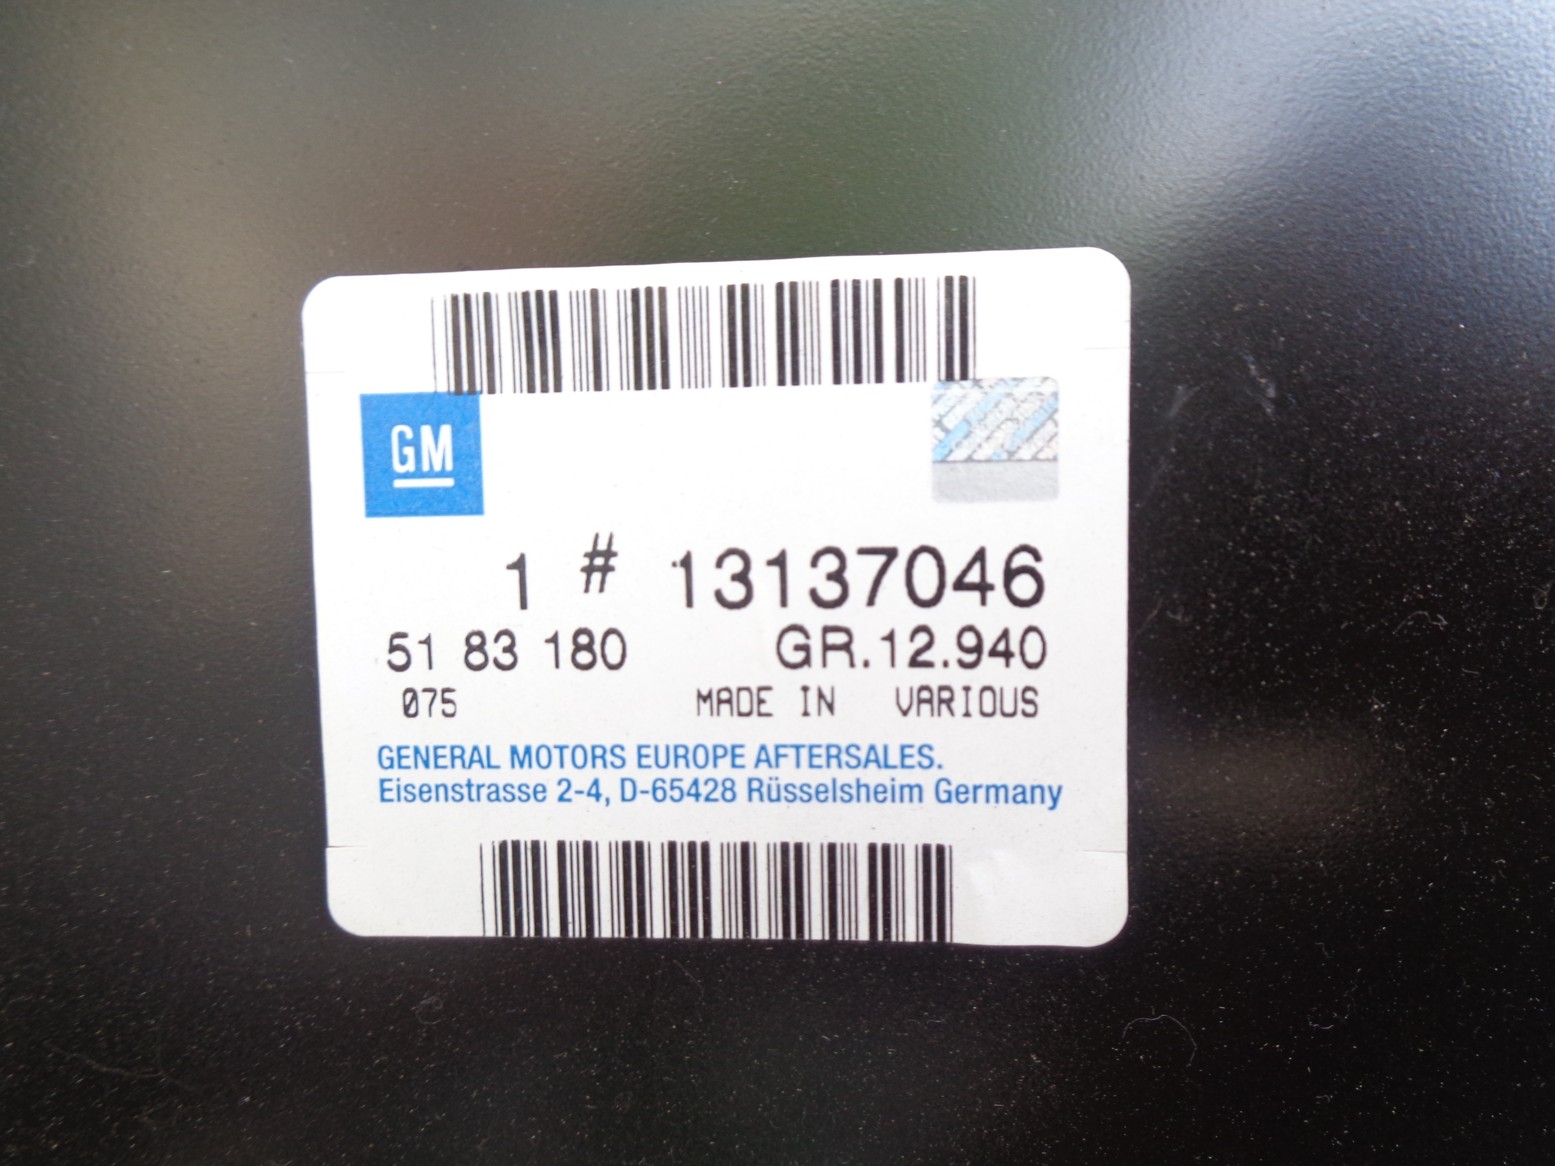 GM
1 # 13137046
51 83 180 GR.12.940
075 MADE IN VARIOUS
GENERAL MOTORS EUROPE AFTERSALES.
Eisenstrasse 2-4, D-65428 Rüsselsheim Germany